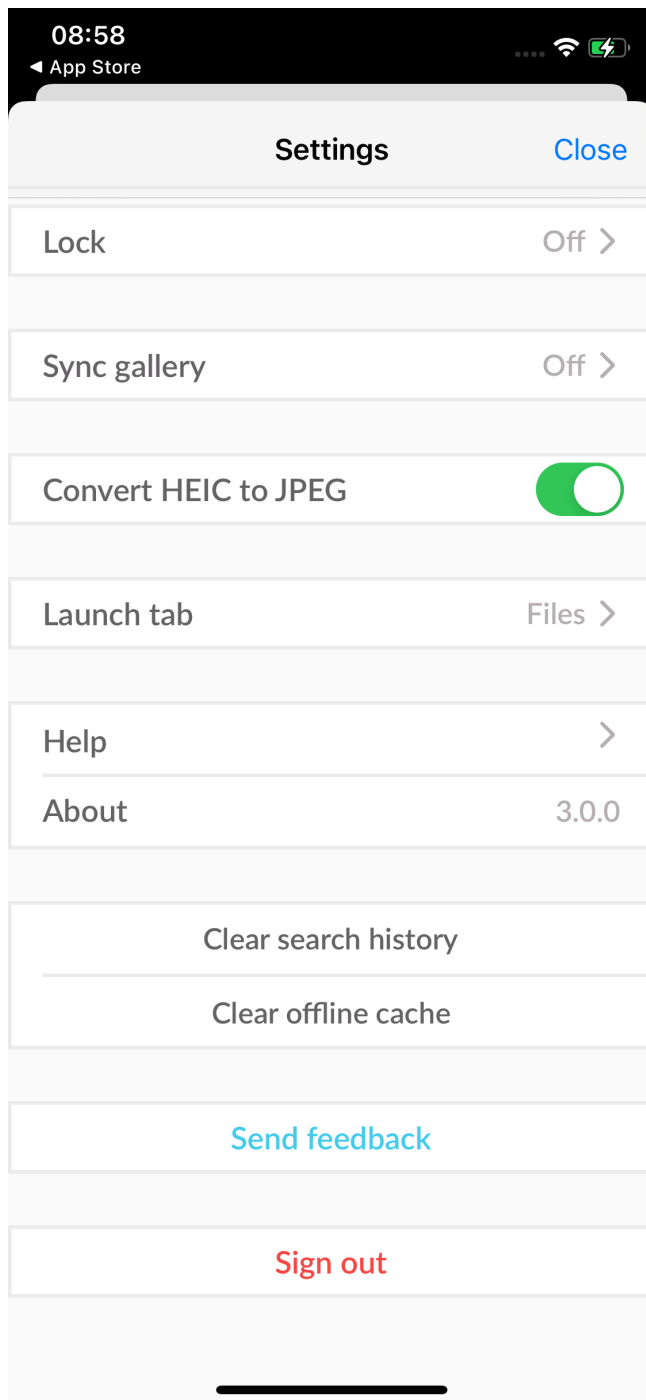 08:58
◀ App Store
Settings
Close
Lock
Off
Sync gallery
Off
Convert HEIC to JPEG
Launch tab
Files
Help
About
3.0.0
Clear search history
Clear offline cache
Send feedback
Sign out